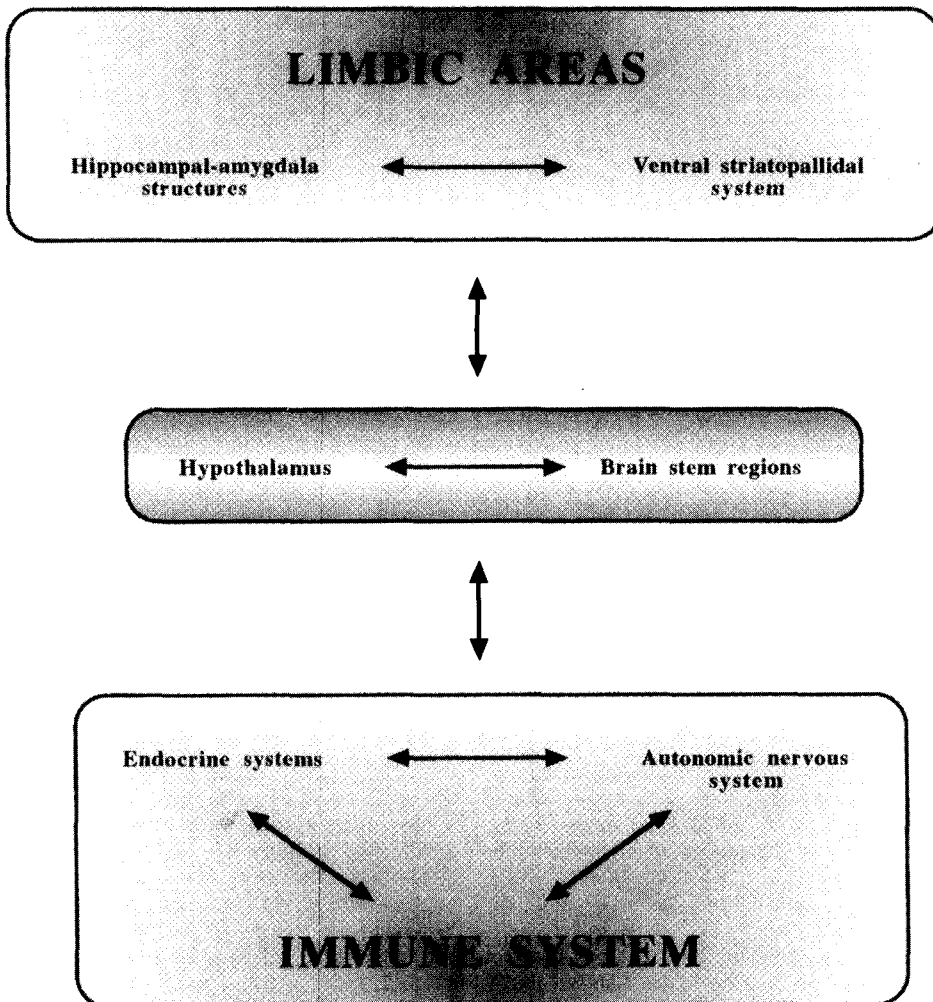 LIMBIC AREAS
Hippocampal-amygdala
structures
Ventral striatopallidal
system
Hypothalamus
Brain stem regions
Endocrine systems
Autonomic nervous
system
IMMUNE SYSTEM